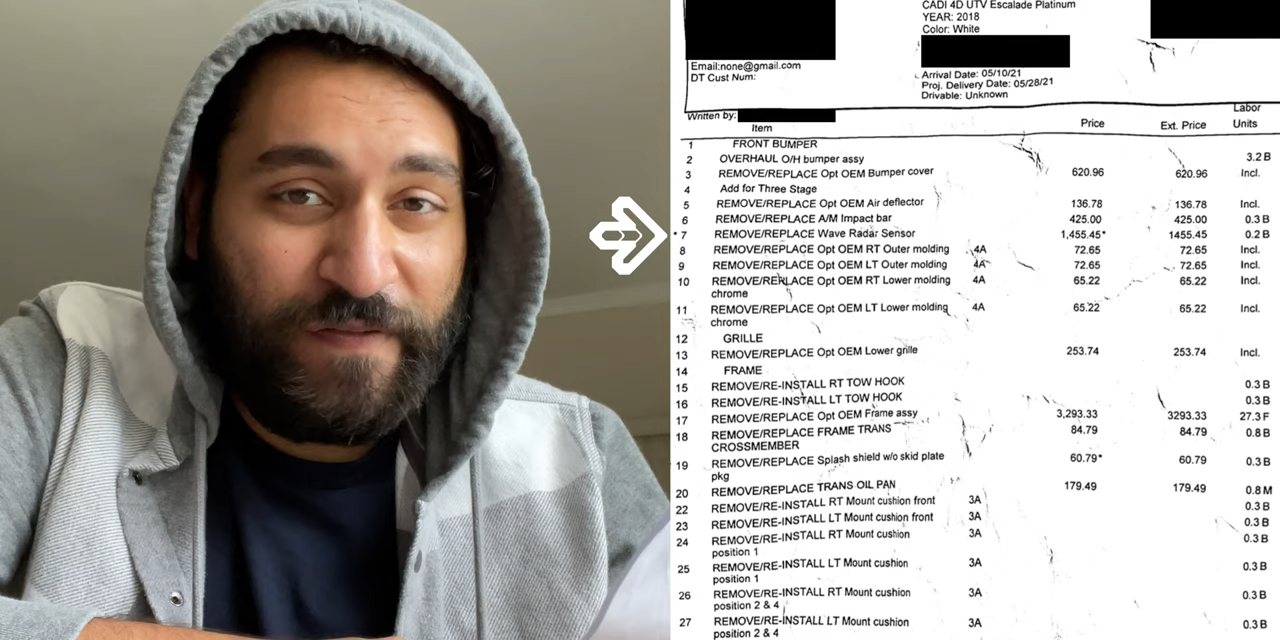 CADI 4D UTV Escalade Platinum
YEAR: 2018
Color: White
Email:none@gmail.com
DT Cust Num:
Arrival Date: 05/10/21
Proj. Delivery Date: 05/28/21
Drivable: Unknown
Written by:
Item Price Ext. Price Labor Units
1 FRONT BUMPER
2 OVERHAUL O/H bumper assy 3.2 B
3 REMOVE/REPLACE Opt OEM Bumper cover 620.96 620.96 Incl.
4 Add for Three Stage
5 REMOVE/REPLACE Opt OEM Air deflector 136.78 136.78 Incl.
6 REMOVE/REPLACE A/M Impact bar 425.00 425.00 0.3 B
* 7 REMOVE/REPLACE Wave Radar Sensor 1,455.45* 1455.45 0.2 B
8 REMOVE/REPLACE Opt OEM RT Outer molding 4A 72.65 72.65 Incl.
9 REMOVE/REPLACE Opt OEM LT Outer molding 4A 72.65 72.65 Incl.
10 REMOVE/REPLACE Opt OEM RT Lower molding 4A 65.22 65.22 Incl.
chrome
11 REMOVE/REPLACE Opt OEM LT Lower molding 4A 65.22 65.22 Incl.
chrome
12 GRILLE
13 REMOVE/REPLACE Opt OEM Lower grille 253.74 253.74 Incl.
14 FRAME
15 REMOVE/RE-INSTALL RT TOW HOOK 0.3 B
16 REMOVE/RE-INSTALL LT TOW HOOK 0.3 B
17 REMOVE/REPLACE Opt OEM Frame assy 3,293.33 3293.33 27.3 F
18 REMOVE/REPLACE FRAME TRANS 84.79 84.79 0.8 B
CROSSMEMBER
19 REMOVE/REPLACE Splash shield w/o skid plate 60.79* 60.79 0.3 B
pkg
20 REMOVE/REPLACE TRANS OIL PAN 179.49 179.49 0.8 M
22 REMOVE/RE-INSTALL RT Mount cushion front 3A 0.3 B
23 REMOVE/RE-INSTALL LT Mount cushion front 3A 0.3 B
24 REMOVE/RE-INSTALL RT Mount cushion 3A 0.3 B
position 1
25 REMOVE/RE-INSTALL LT Mount cushion 3A 0.3 B
position 1
26 REMOVE/RE-INSTALL RT Mount cushion 3A 0.3 B
position 2 & 4
27 REMOVE/RE-INSTALL LT Mount cushion 3A 0.3 B
position 2 & 4